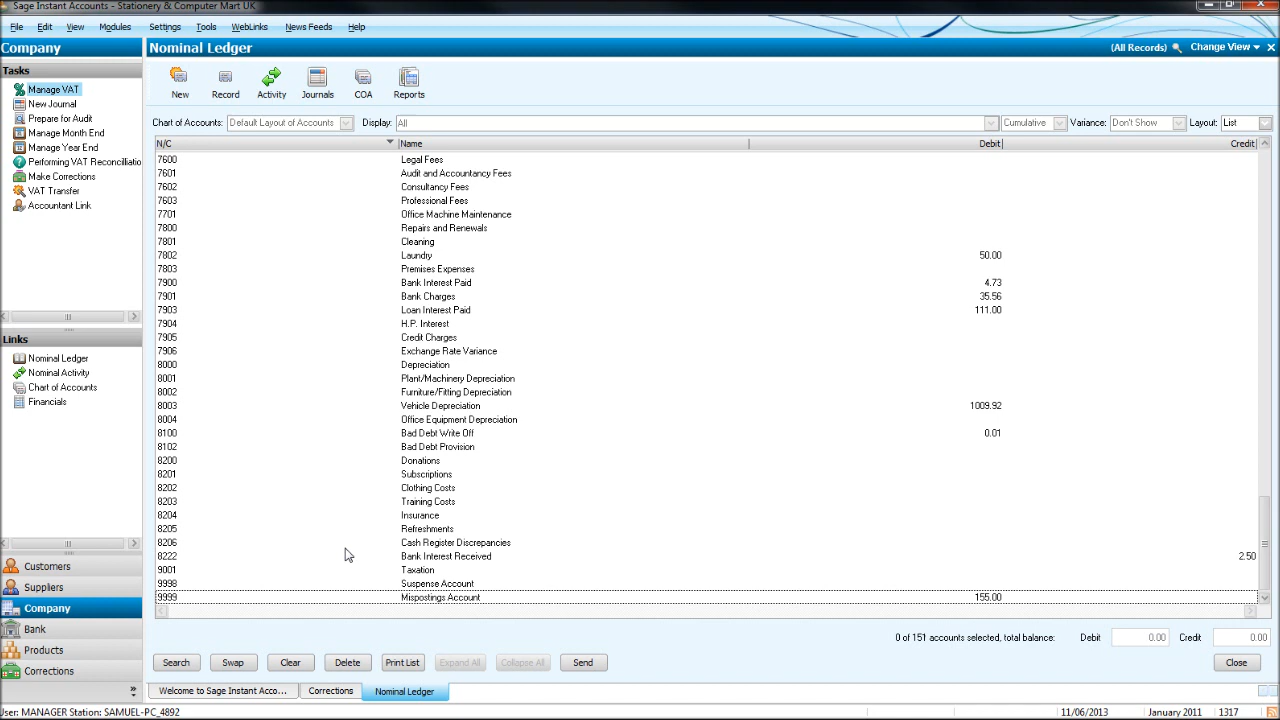 Sage Instant Accounts - Stationery & Computer Mart UK
File Edit View Modules Settings Tools WebLinks News Feeds Help
Company
Nominal Ledger
(All Records) Change View
Tasks
Manage VAT
New Journal
Prepare for Audit
Manage Month End
Manage Year End
Performing VAT Reconciliatio
Make Corrections
VAT Transfer
Accountant Link
Links
Nominal Ledger
Nominal Activity
Chart of Accounts
Financials
Customers
Suppliers
Company
Bank
Products
Corrections
New Record Activity Journals COA Reports
Chart of Accounts: Default Layout of Accounts Display: All Cumulative Variance: Don't Show Layout: List
N/C Name Debit Credit
7600 Legal Fees
7601 Audit and Accountancy Fees
7602 Consultancy Fees
7603 Professional Fees
7701 Office Machine Maintenance
7800 Repairs and Renewals
7801 Cleaning
7802 Laundry 50.00
7803 Premises Expenses
7900 Bank Interest Paid 4.73
7901 Bank Charges 35.56
7903 Loan Interest Paid 111.00
7904 H.P. Interest
7905 Credit Charges
7906 Exchange Rate Variance
8000 Depreciation
8001 Plant/Machinery Depreciation
8002 Furniture/Fitting Depreciation
8003 Vehicle Depreciation 1009.92
8004 Office Equipment Depreciation
8100 Bad Debt Write Off 0.01
8102 Bad Debt Provision
8200 Donations
8201 Subscriptions
8202 Clothing Costs
8203 Training Costs
8204 Insurance
8205 Refreshments
8206 Cash Register Discrepancies
8222 Bank Interest Received 2.50
9001 Taxation
9998 Suspense Account
9999 Mispostings Account 155.00
0 of 151 accounts selected, total balance: Debit 0.00 Credit 0.00
Search Swap Clear Delete Print List Expand All Collapse All Send Close
Welcome to Sage Instant Acco... Corrections Nominal Ledger
User: MANAGER Station: SAMUEL-PC_4892 11/06/2013 January 2011 1317